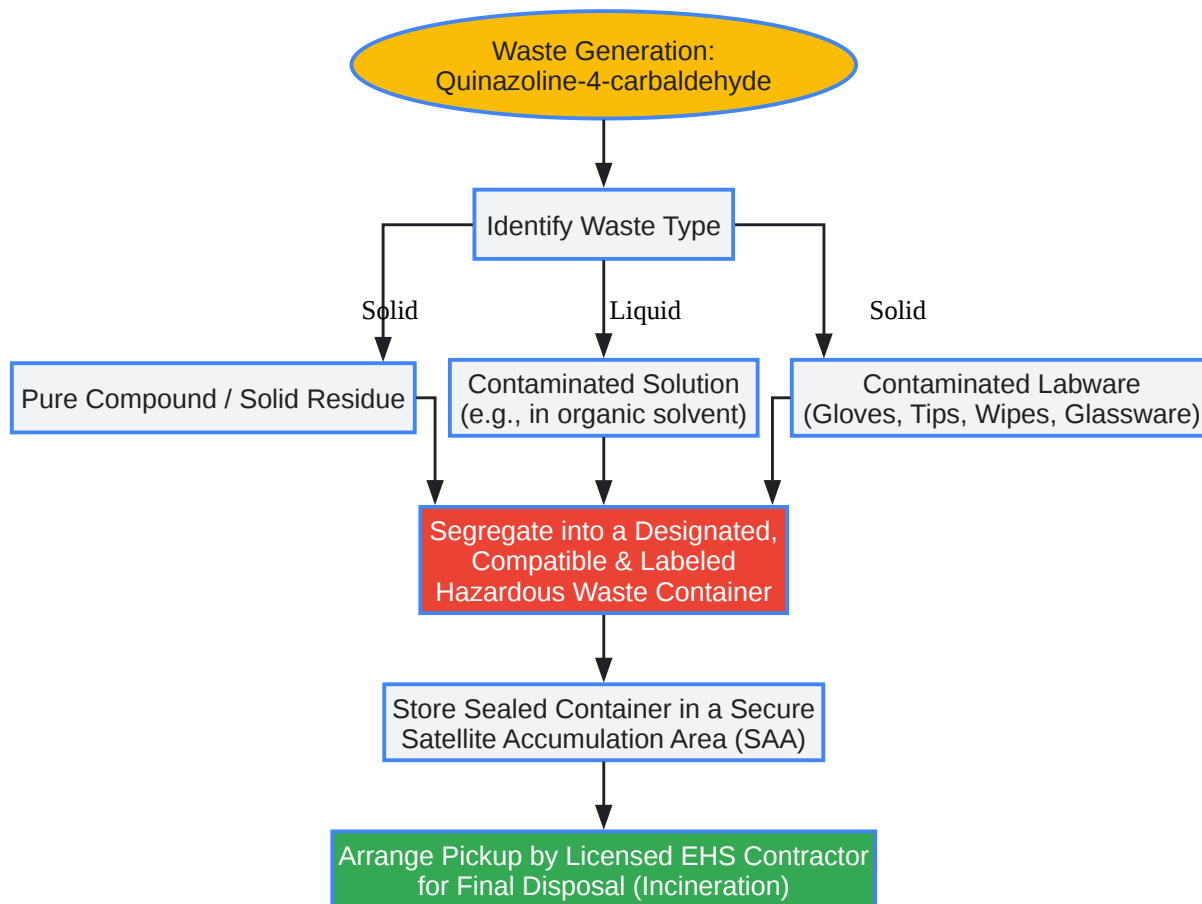 Waste Generation:
Quinazoline-4-carbaldehyde
Identify Waste Type
Solid
Liquid
Solid
Pure Compound / Solid Residue
Contaminated Solution
(e.g., in organic solvent)
Contaminated Labware
(Gloves, Tips, Wipes, Glassware)
Segregate into a Designated,
Compatible & Labeled
Hazardous Waste Container
Store Sealed Container in a Secure
Satellite Accumulation Area (SAA)
Arrange Pickup by Licensed EHS Contractor
for Final Disposal (Incineration)